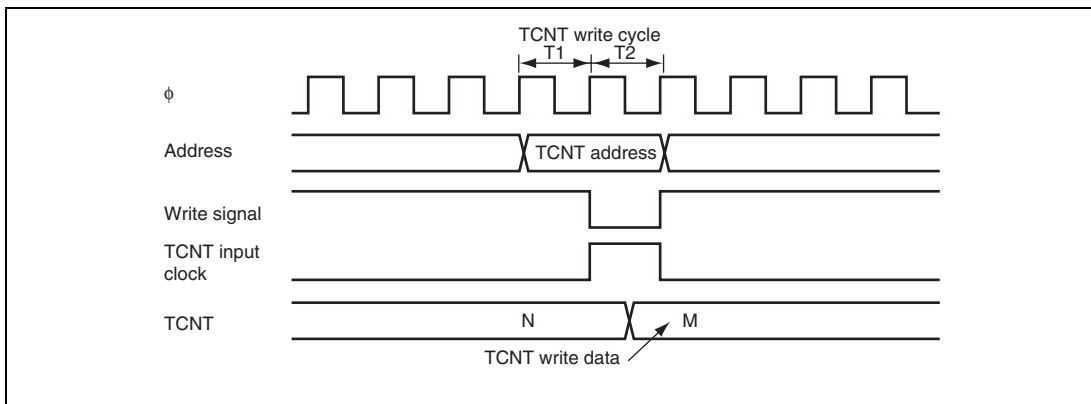 TCNT write cycle
T1 T2
ϕ
Address
TCNT address
Write signal
TCNT input
clock
TCNT
N
M
TCNT write data